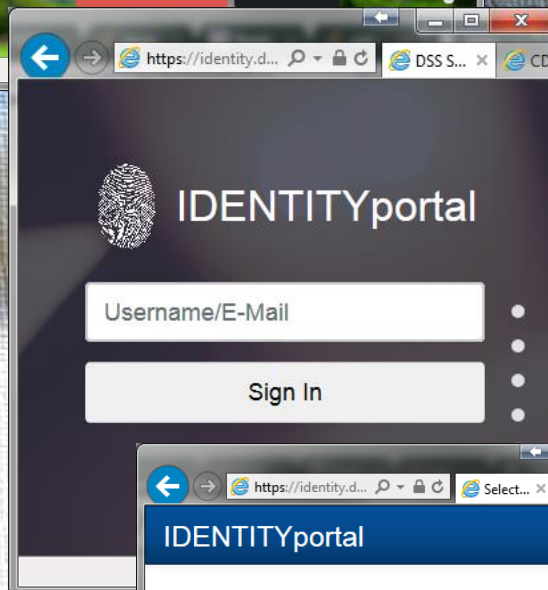 https://identity.d... DSS S... CD
IDENTITYportal
Username/E-Mail
Sign In
https://identity.d... Select...
IDENTITYportal